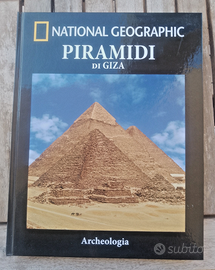 NATIONAL GEOGRAPHIC
PIRAMIDI
DI GIZA
Archeologia
subito